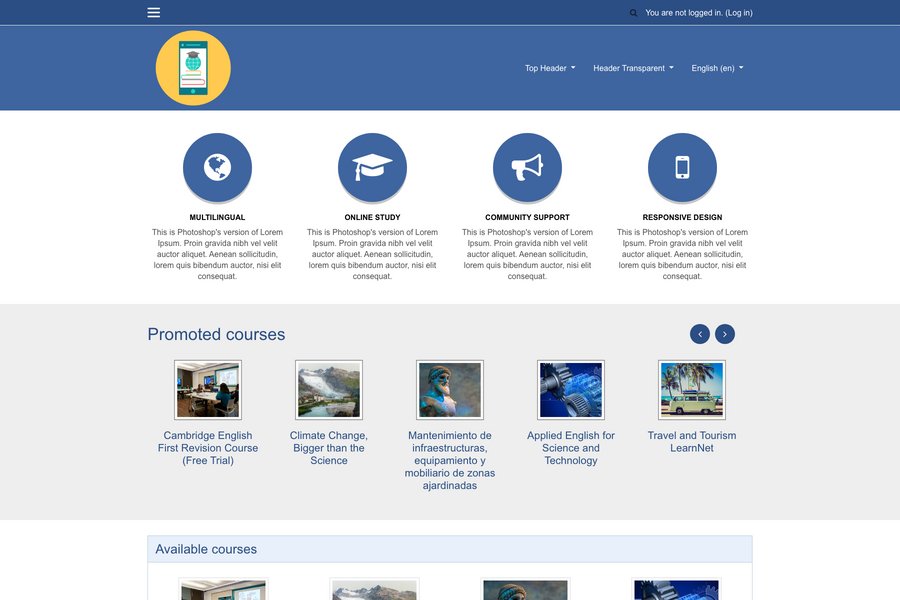 You are not logged in. (Log in)
Top Header
Header Transparent
English (en)
MULTILINGUAL
This is Photoshop's version of Lorem
Ipsum. Proin gravida nibh vel velit
auctor aliquet. Aenean sollicitudin,
lorem quis bibendum auctor, nisi elit
consequat.
ONLINE STUDY
This is Photoshop's version of Lorem
Ipsum. Proin gravida nibh vel velit
auctor aliquet. Aenean sollicitudin,
lorem quis bibendum auctor, nisi elit
consequat.
COMMUNITY SUPPORT
This is Photoshop's version of Lorem
Ipsum. Proin gravida nibh vel velit
auctor aliquet. Aenean sollicitudin,
lorem quis bibendum auctor, nisi elit
consequat.
RESPONSIVE DESIGN
This is Photoshop's version of Lorem
Ipsum. Proin gravida nibh vel velit
auctor aliquet. Aenean sollicitudin,
lorem quis bibendum auctor, nisi elit
consequat.
Promoted courses
Cambridge English
First Revision Course
(Free Trial)
Climate Change,
Bigger than the
Science
Mantenimiento de
infraestructuras,
equipamiento y
mobiliario de zonas
ajardinadas
Applied English for
Science and
Technology
Travel and Tourism
LearnNet
Available courses